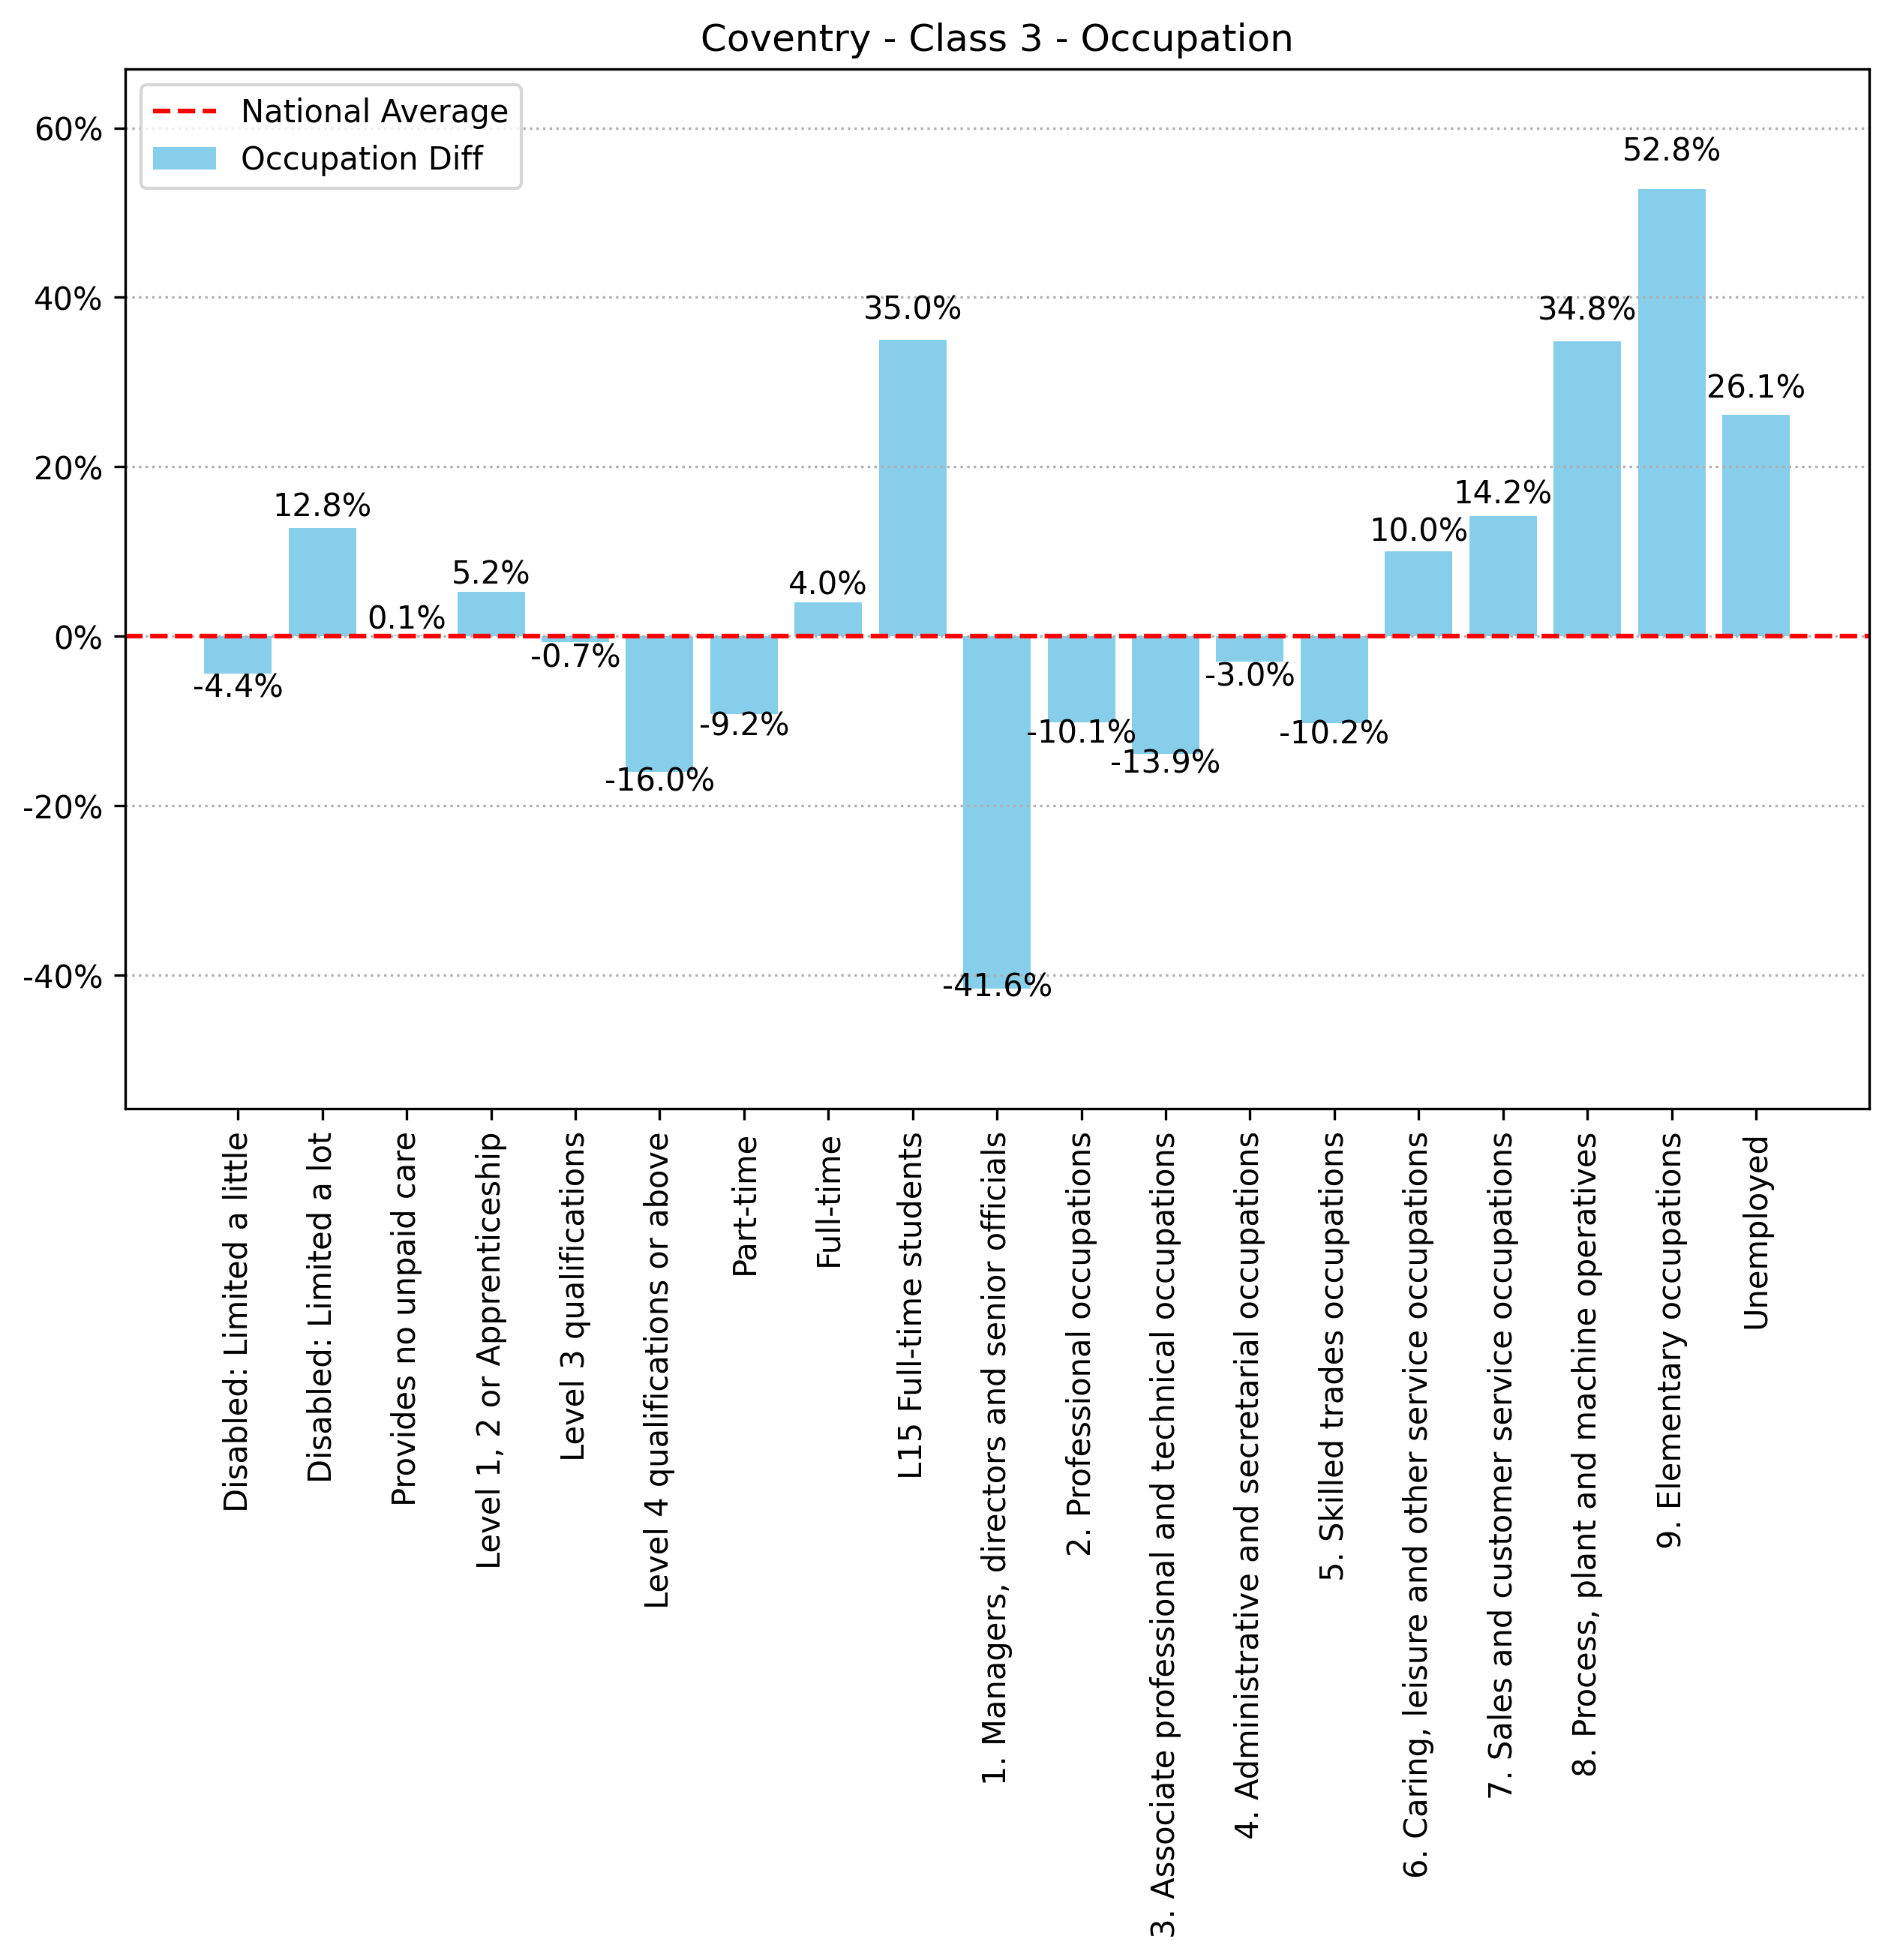 Coventry - Class 3 - Occupation
National Average
Occupation Diff
60%
40%
20%
0%
-20%
-40%
-4.4%
12.8%
0.1%
5.2%
-0.7%
-16.0%
-9.2%
4.0%
35.0%
-41.6%
-10.1%
-13.9%
-3.0%
-10.2%
10.0%
14.2%
34.8%
52.8%
26.1%
Disabled: Limited a little
Disabled: Limited a lot
Provides no unpaid care
Level 1, 2 or Apprenticeship
Level 3 qualifications
Level 4 qualifications or above
Part-time
Full-time
L15 Full-time students
1. Managers, directors and senior officials
2. Professional occupations
3. Associate professional and technical occupations
4. Administrative and secretarial occupations
5. Skilled trades occupations
6. Caring, leisure and other service occupations
7. Sales and customer service occupations
8. Process, plant and machine operatives
9. Elementary occupations
Unemployed